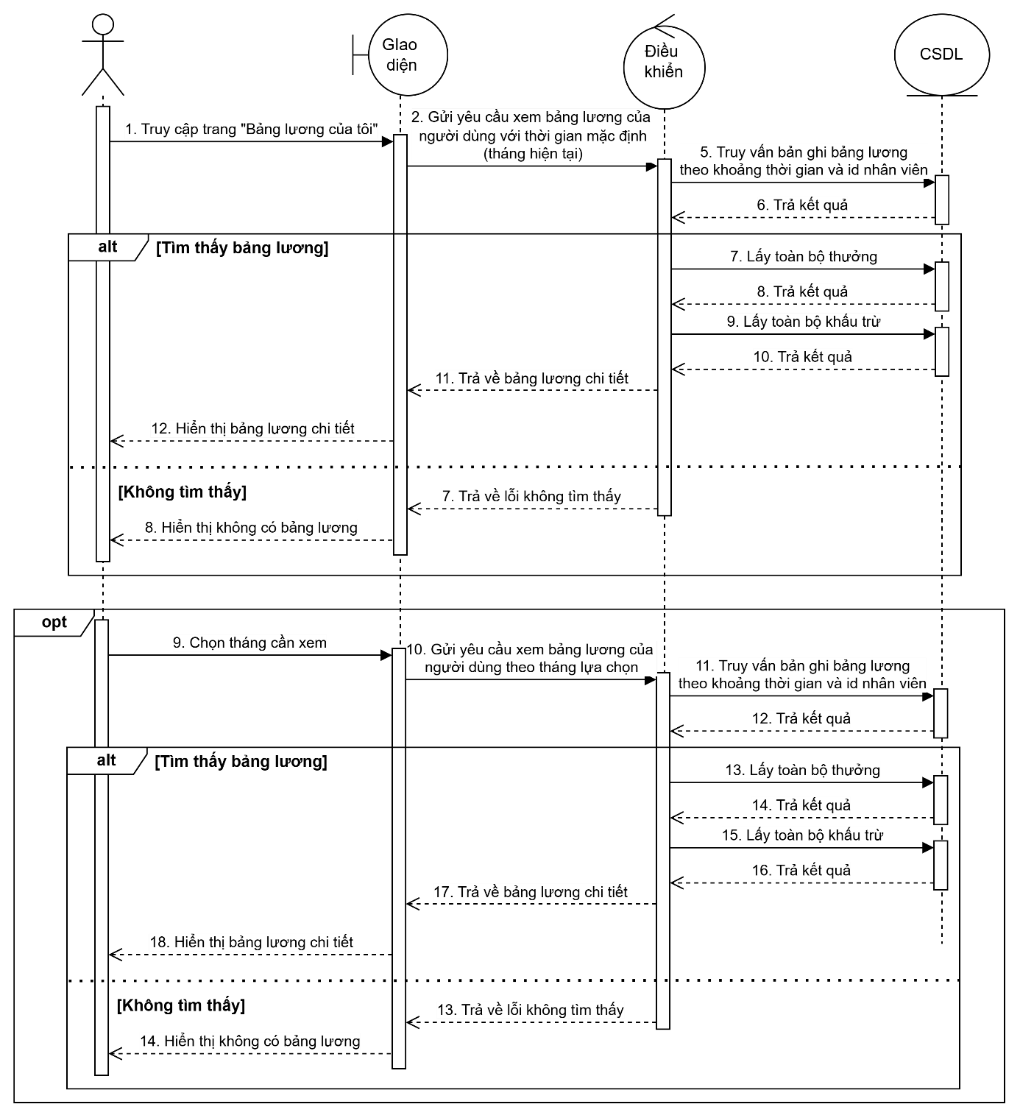 Giao
diện
Điều
khiển
CSDL
1. Truy cập trang "Bảng lương của tôi"
2. Gửi yêu cầu xem bảng lương của
người dùng với thời gian mặc định
(tháng hiện tại)
5. Truy vấn bản ghi bảng lương
theo khoảng thời gian và id nhân viên
6. Trả kết quả
alt
[Tìm thấy bảng lương]
7. Lấy toàn bộ thưởng
8. Trả kết quả
9. Lấy toàn bộ khấu trừ
10. Trả kết quả
11. Trả về bảng lương chi tiết
12. Hiển thị bảng lương chi tiết
[Không tìm thấy]
7. Trả về lỗi không tìm thấy
8. Hiển thị không có bảng lương
opt
9. Chọn tháng cần xem
10. Gửi yêu cầu xem bảng lương của
người dùng theo tháng lựa chọn
11. Truy vấn bản ghi bảng lương
theo khoảng thời gian và id nhân viên
12. Trả kết quả
alt
[Tìm thấy bảng lương]
13. Lấy toàn bộ thưởng
14. Trả kết quả
15. Lấy toàn bộ khấu trừ
16. Trả kết quả
17. Trả về bảng lương chi tiết
18. Hiển thị bảng lương chi tiết
[Không tìm thấy]
13. Trả về lỗi không tìm thấy
14. Hiển thị không có bảng lương